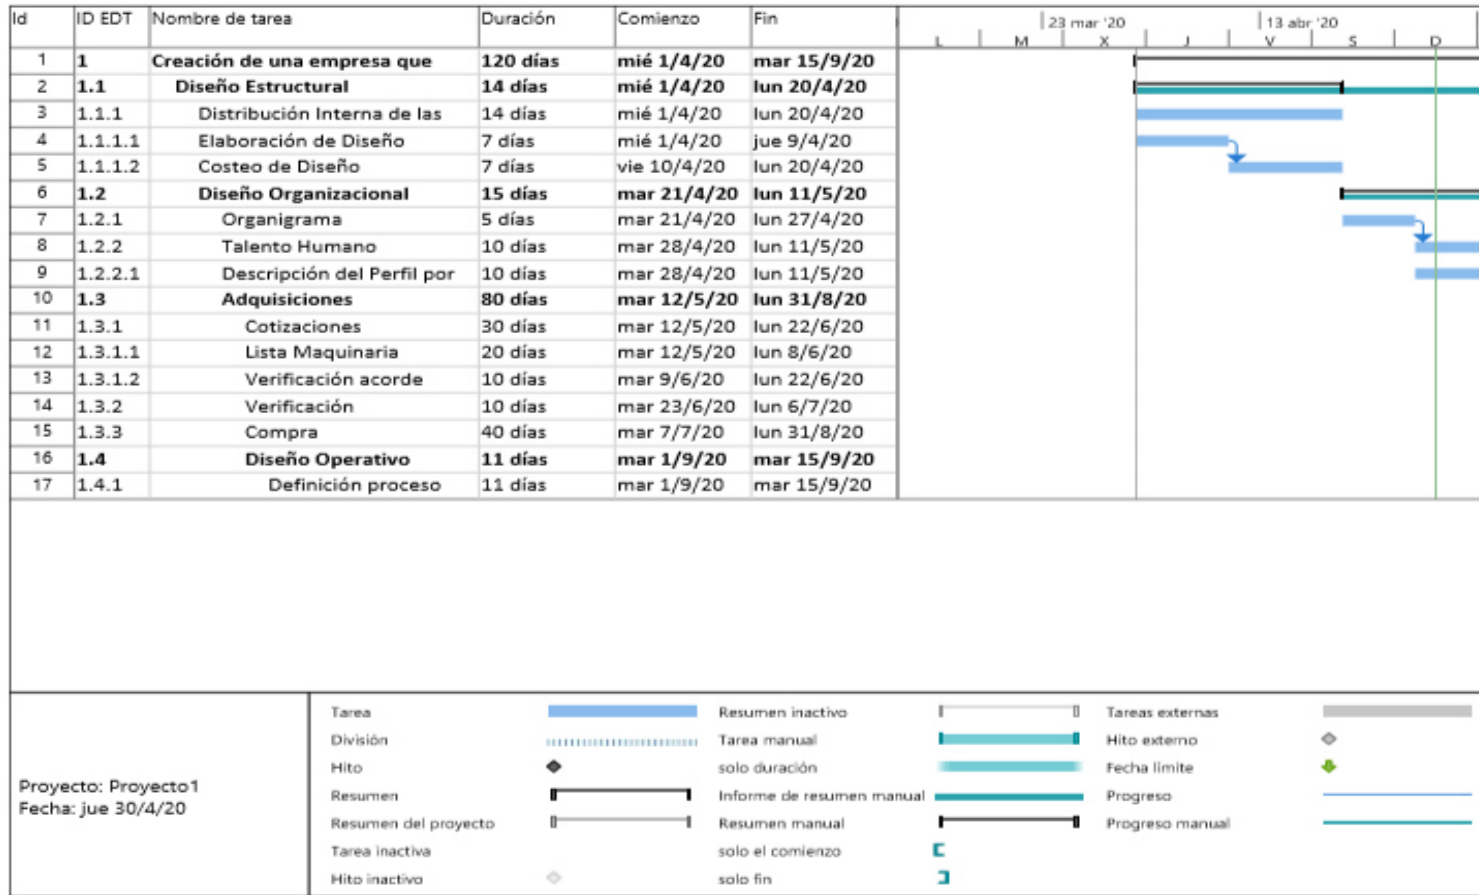 Id ID EDT Nombre de tarea Duración Comienzo Fin 23 mar '20 13 abr '20
L M X J V S D
1 1 Creación de una empresa que 120 días mié 1/4/20 mar 15/9/20
2 1.1 Diseño Estructural 14 días mié 1/4/20 lun 20/4/20
3 1.1.1 Distribución Interna de las 14 días mié 1/4/20 lun 20/4/20
4 1.1.1.1 Elaboración de Diseño 7 días mié 1/4/20 jue 9/4/20
5 1.1.1.2 Costeo de Diseño 7 días vie 10/4/20 lun 20/4/20
6 1.2 Diseño Organizacional 15 días mar 21/4/20 lun 11/5/20
7 1.2.1 Organigrama 5 días mar 21/4/20 lun 27/4/20
8 1.2.2 Talento Humano 10 días mar 28/4/20 lun 11/5/20
9 1.2.2.1 Descripción del Perfil por 10 días mar 28/4/20 lun 11/5/20
10 1.3 Adquisiciones 80 días mar 12/5/20 lun 31/8/20
11 1.3.1 Cotizaciones 30 días mar 12/5/20 lun 22/6/20
12 1.3.1.1 Lista Maquinaria 20 días mar 12/5/20 lun 8/6/20
13 1.3.1.2 Verificación acorde 10 días mar 9/6/20 lun 22/6/20
14 1.3.2 Verificación 10 días mar 23/6/20 lun 6/7/20
15 1.3.3 Compra 40 días mar 7/7/20 lun 31/8/20
16 1.4 Diseño Operativo 11 días mar 1/9/20 mar 15/9/20
17 1.4.1 Definición proceso 11 días mar 1/9/20 mar 15/9/20
Proyecto: Proyecto1
Fecha: jue 30/4/20
Tarea
División
Hito
Resumen
Resumen del proyecto
Tarea inactiva
Hito inactivo
Resumen inactivo
Tarea manual
solo duración
Informe de resumen manual
Resumen manual
solo el comienzo
solo fin
Tareas externas
Hito externo
Fecha límite
Progreso
Progreso manual